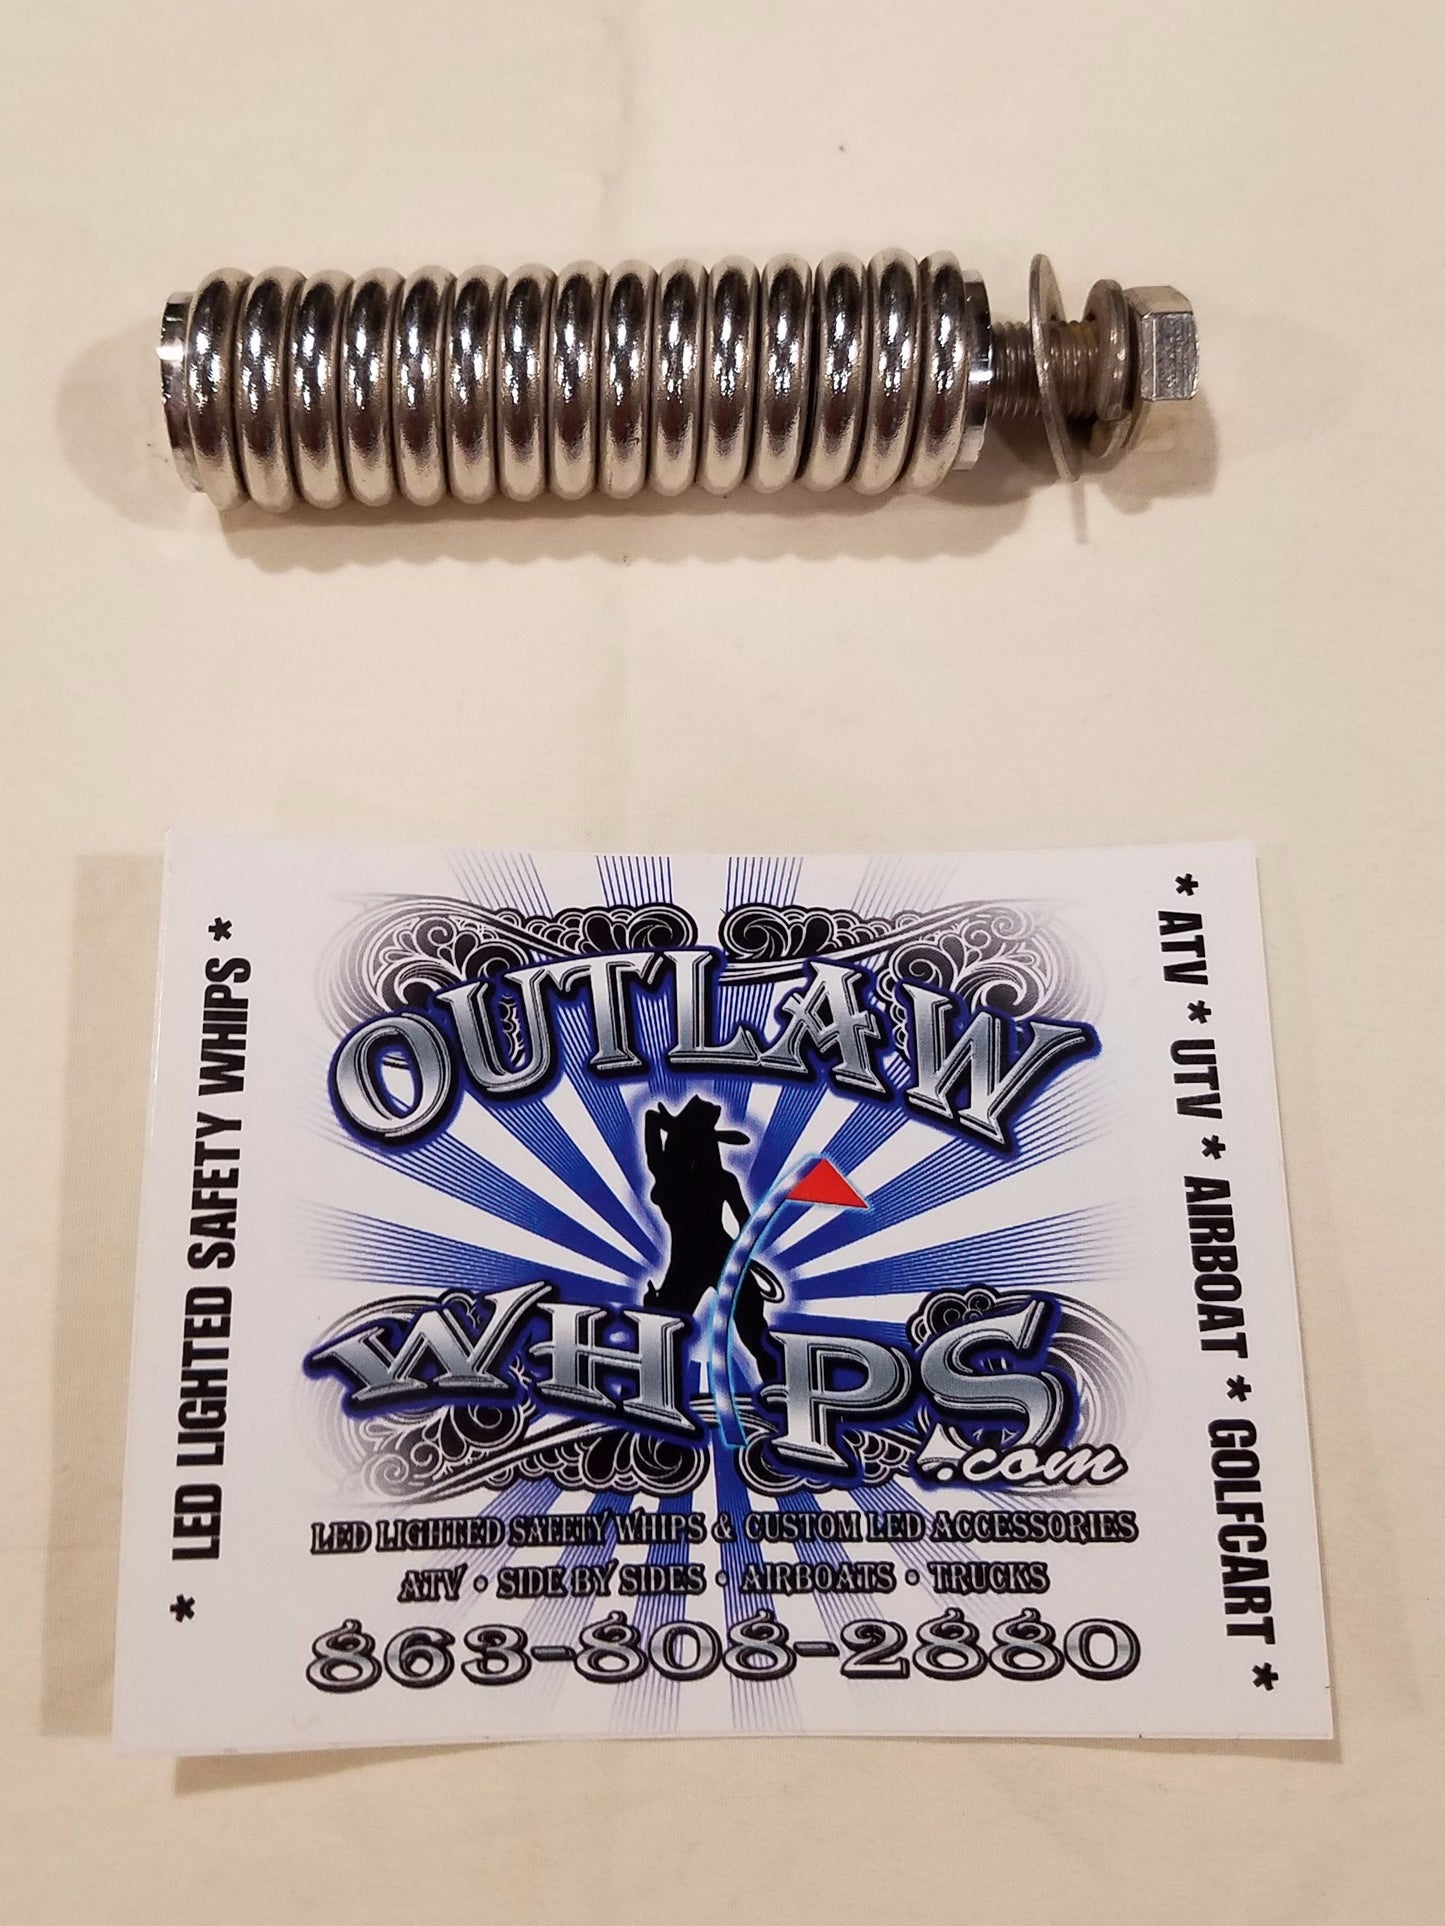 * LED LIGHTED SAFETY WHIPS *
OUTLAW
WHIPS
.com
LED LIGHTED SAFETY WHIPS & CUSTOM LED ACCESSORIES
ATV • SIDE BY SIDES • AIRBOATS • TRUCKS
863-808-2880
* ATV * UTV * AIRBOAT * GOLFCART *